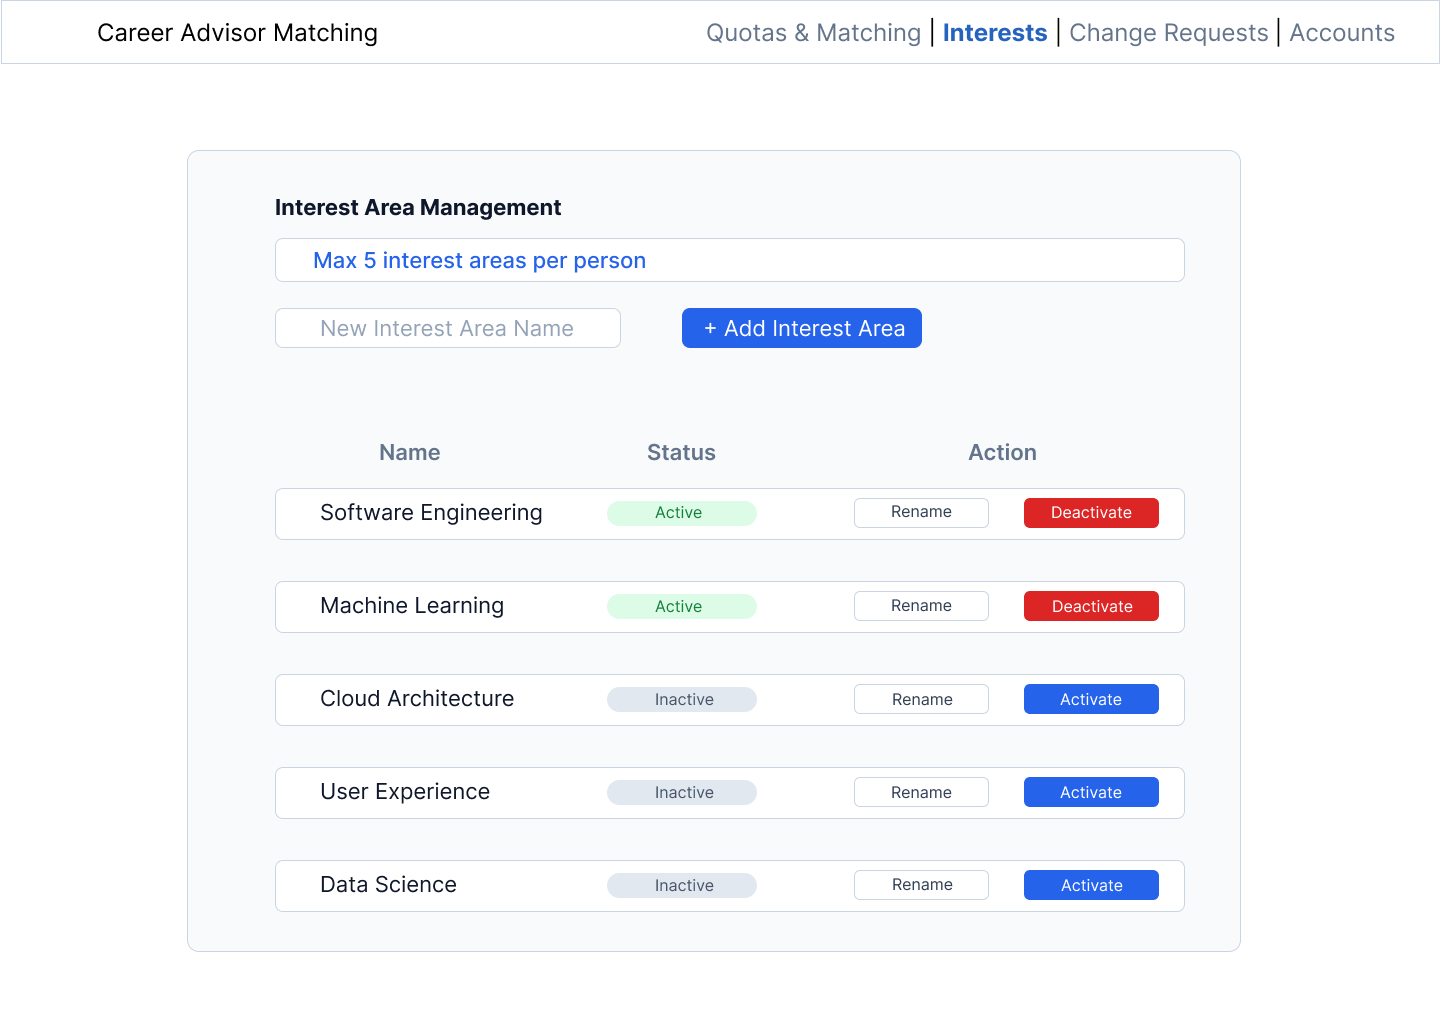 Career Advisor Matching
Quotas & Matching | Interests | Change Requests | Accounts
Interest Area Management
Max 5 interest areas per person
New Interest Area Name
+ Add Interest Area
Name Status Action
Software Engineering Active Rename Deactivate
Machine Learning Active Rename Deactivate
Cloud Architecture Inactive Rename Activate
User Experience Inactive Rename Activate
Data Science Inactive Rename Activate